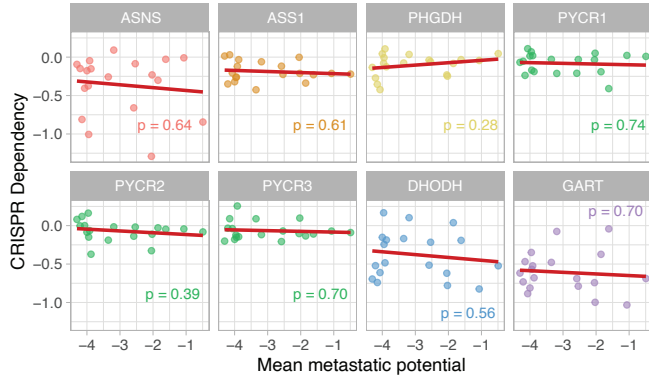 ASNS ASS1 PHGDH PYCR1
0.0
−0.5
−1.0
p = 0.64 p = 0.61 p = 0.28 p = 0.74
CRISPR Dependency
PYCR2 PYCR3 DHODH GART
0.0
−0.5
−1.0
p = 0.39 p = 0.70 p = 0.56 p = 0.70
−4 −3 −2 −1 −4 −3 −2 −1 −4 −3 −2 −1 −4 −3 −2 −1
Mean metastatic potential